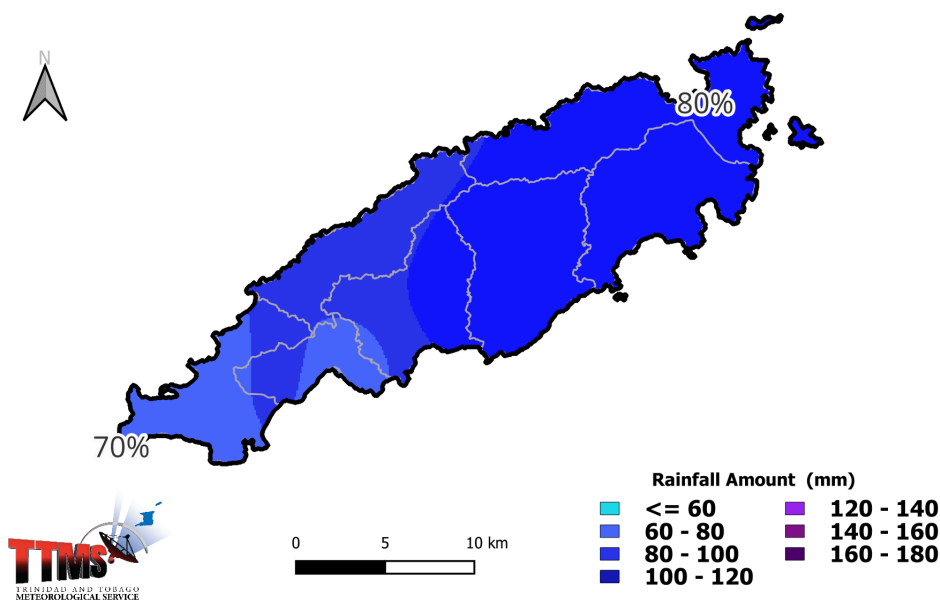 N
80%
70%
Rainfall Amount (mm)
<= 60
60 - 80
80 - 100
100 - 120
120 - 140
140 - 160
160 - 180
0 5 10 km
TTMS
TRINIDAD AND TOBAGO
METEOROLOGICAL SERVICE